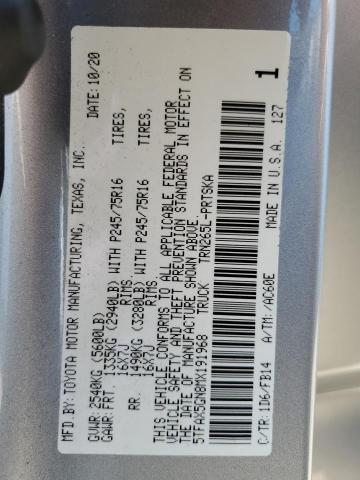 MFD.BY: TOYOTA MOTOR MANUFACTURING, TEXAS, INC. DATE: 10/20
GVWR: 2540KG (5600LB)
GAWR: FRT. 1335KG (2940LB) WITH P245/75R16 TIRES,
16X7J RIMS
RR. 1490KG (3280LB) WITH P245/75R16 TIRES,
16X7J RIMS
THIS VEHICLE CONFORMS TO ALL APPLICABLE FEDERAL MOTOR
VEHICLE SAFETY AND THEFT PREVENTION STANDARDS IN EFFECT ON
THE DATE OF MANUFACTURE SHOWN ABOVE.
5TFAX5GN8MX191968 TRUCK TRN265L-PRTSKA
C/TR: 1D6/FB14 A/TM: /AC60E MADE IN U.S.A. 127
1